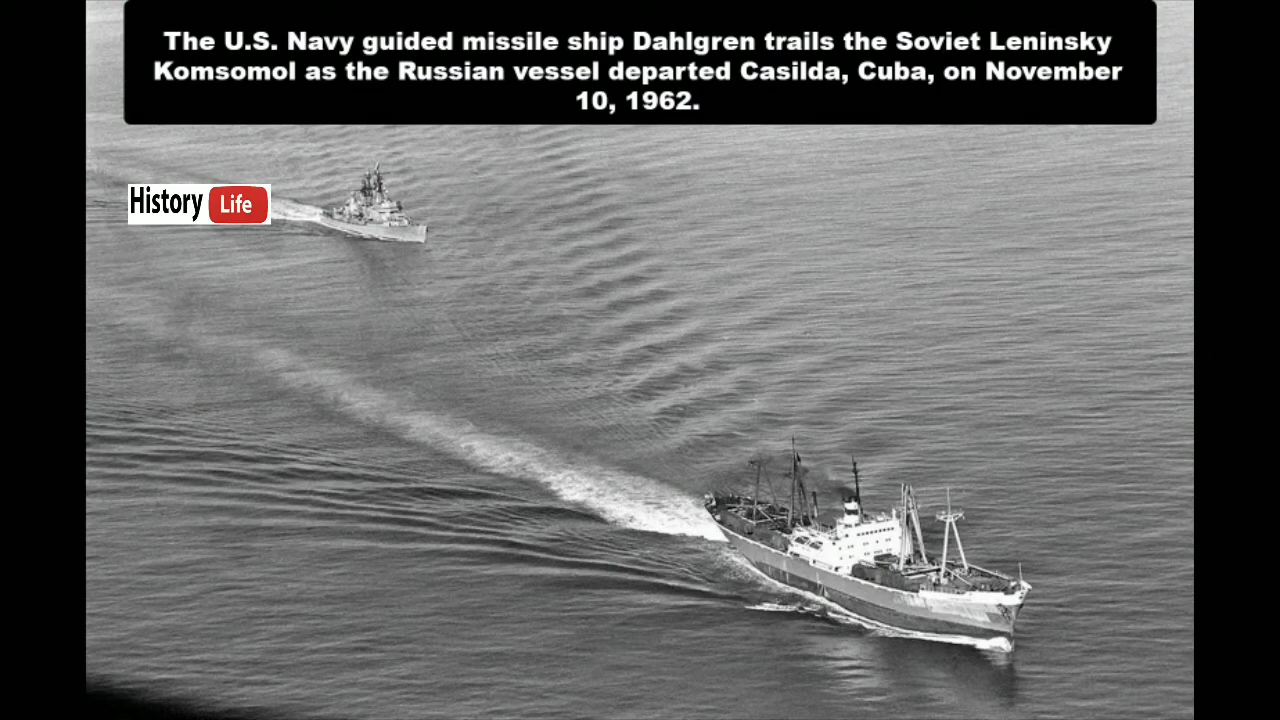 The U.S. Navy guided missile ship Dahlgren trails the Soviet Leninsky
Komsomol as the Russian vessel departed Casilda, Cuba, on November
10, 1962.
History Life